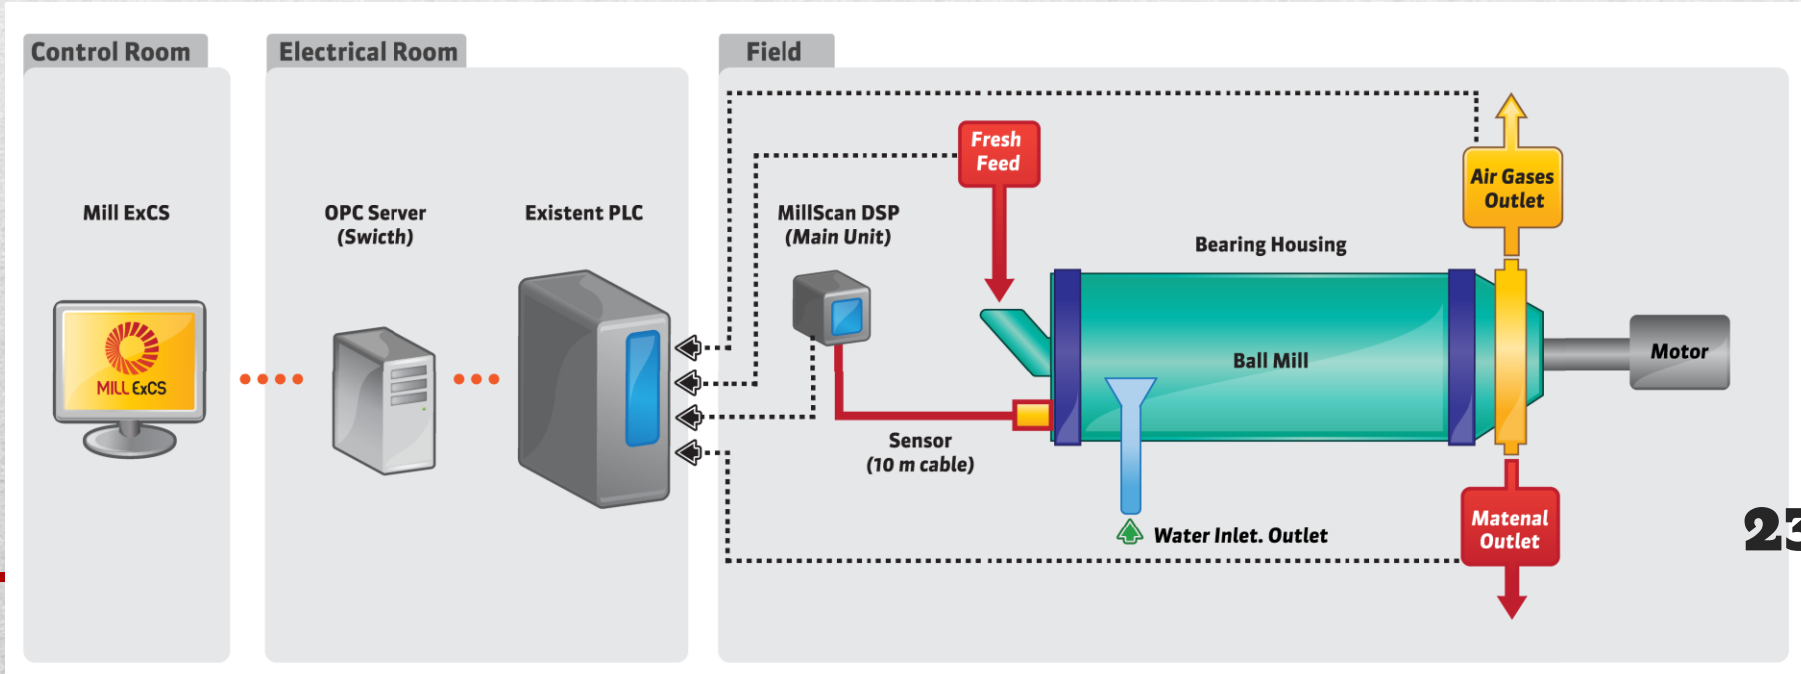 Control Room
Electrical Room
Field
Fresh
Feed
Air Gases
Outlet
Mill ExCS
OPC Server
(Swicth)
Existent PLC
MillScan DSP
(Main Unit)
Bearing Housing
MILL ExCS
Ball Mill
Motor
Sensor
(10 m cable)
Water Inlet. Outlet
Matenal
Outlet
23